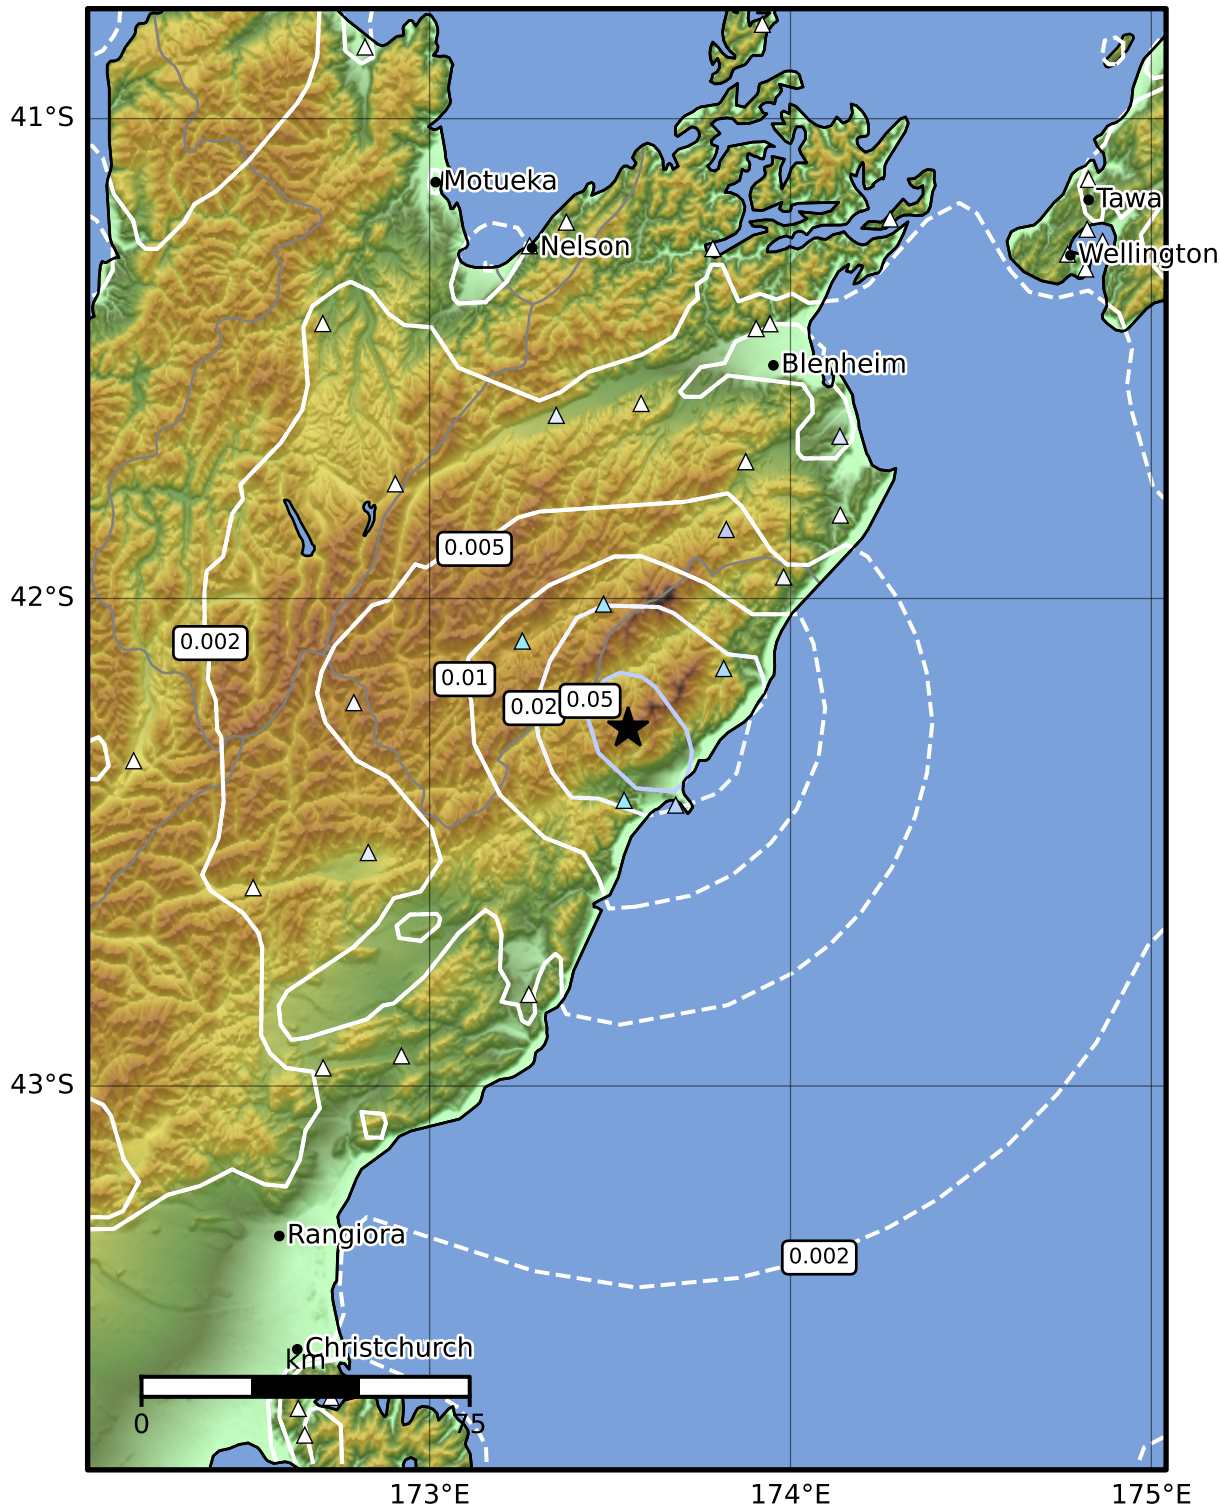 41°S
Motueka
Tawa
Nelson
Wellington
Blenheim
0.005
42°S
0.002
0.01
0.02
0.05
43°S
Rangiora
0.002
Christchurch
km
0
75
173°E
174°E
175°E